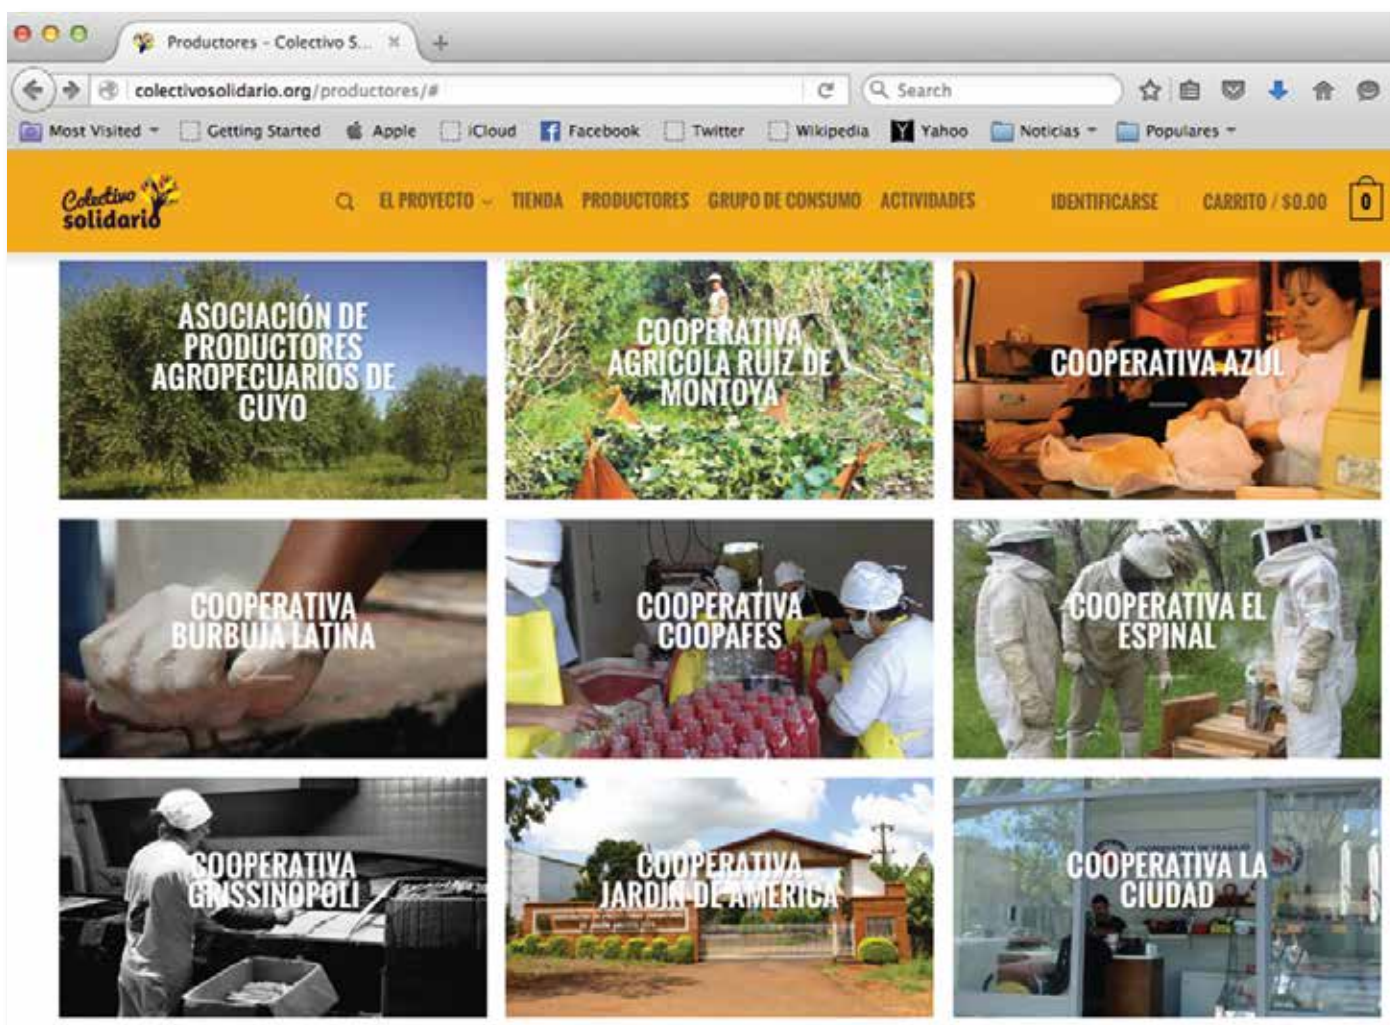 Productores – Colectivo S...
colectivosolidario.org/productores/#
Search
Most Visited
Getting Started
Apple
iCloud
Facebook
Twitter
Wikipedia
Yahoo
Noticias
Populares
Colectivo
solidario
EL PROYECTO
TIENDA
PRODUCTORES
GRUPO DE CONSUMO
ACTIVIDADES
IDENTIFICARSE
CARRITO / $0.00
0
ASOCIACIÓN DE
PRODUCTORES
AGROPECUARIOS DE
CUYO
COOPERATIVA
AGRICOLA RUIZ DE
MONTOYA
COOPERATIVA AZUL
COOPERATIVA
BURBUJA LATINA
COOPERATIVA
COOPAFES
COOPERATIVA EL
ESPINAL
COOPERATIVA
GRISSINOPOLI
COOPERATIVA
JARDIN DE AMERICA
COOPERATIVA LA
CIUDAD
COOPERATIVA DE TRABAJO